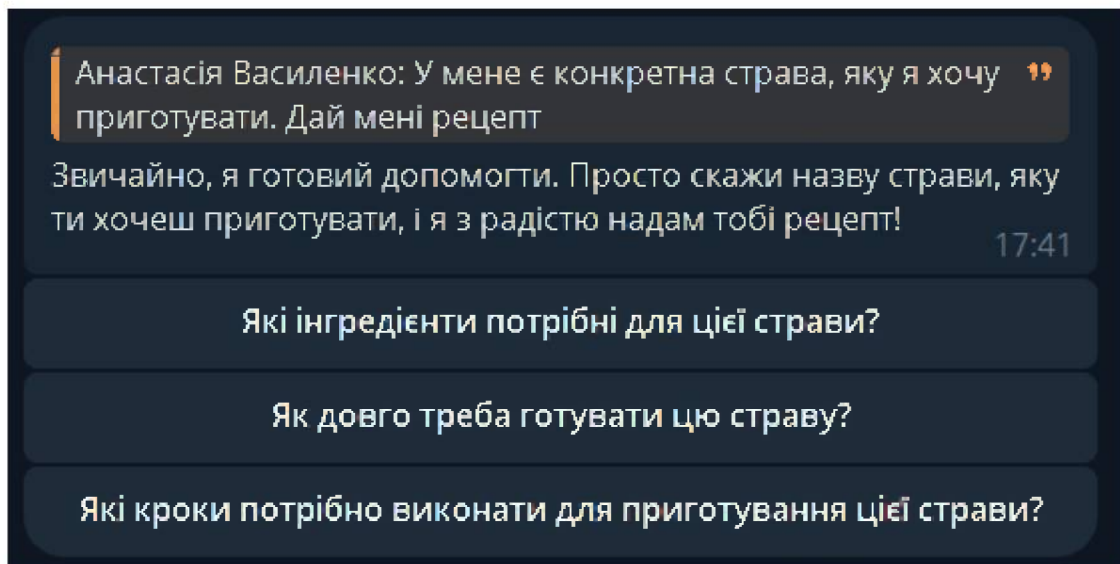 Анастасія Василенко: У мене є конкретна страва, яку я хочу
приготувати. Дай мені рецепт
Звичайно, я готовий допомогти. Просто скажи назву страви, яку
ти хочеш приготувати, і я з радістю надам тобі рецепт!
17:41
Які інгредієнти потрібні для цієї страви?
Як довго треба готувати цю страву?
Які кроки потрібно виконати для приготування цієї страви?